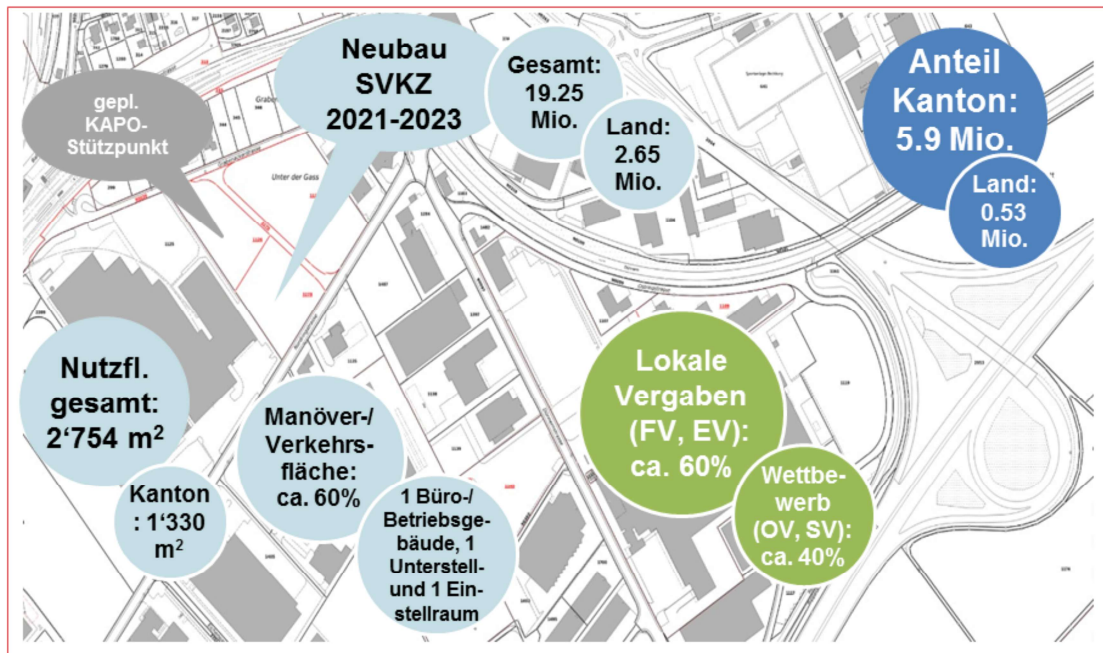 Neubau
SVKZ
2021-2023
gepl.
KAPO-
Stützpunkt
Gesamt:
19.25
Mio.
Land:
2.65
Mio.
Anteil
Kanton:
5.9 Mio.
Land:
0.53
Mio.
Unter der Gass
Nutzfl.
gesamt:
2‘754 m²
Kanton
: 1‘330
m²
Manöver-/
Verkehrs-
fläche:
ca. 60%
1 Büro-/
Betriebsge-
bäude, 1
Unterstell-
und 1 Ein-
stellraum
Lokale
Vergaben
(FV, EV):
ca. 60%
Wettbe-
werb
(OV, SV):
ca. 40%